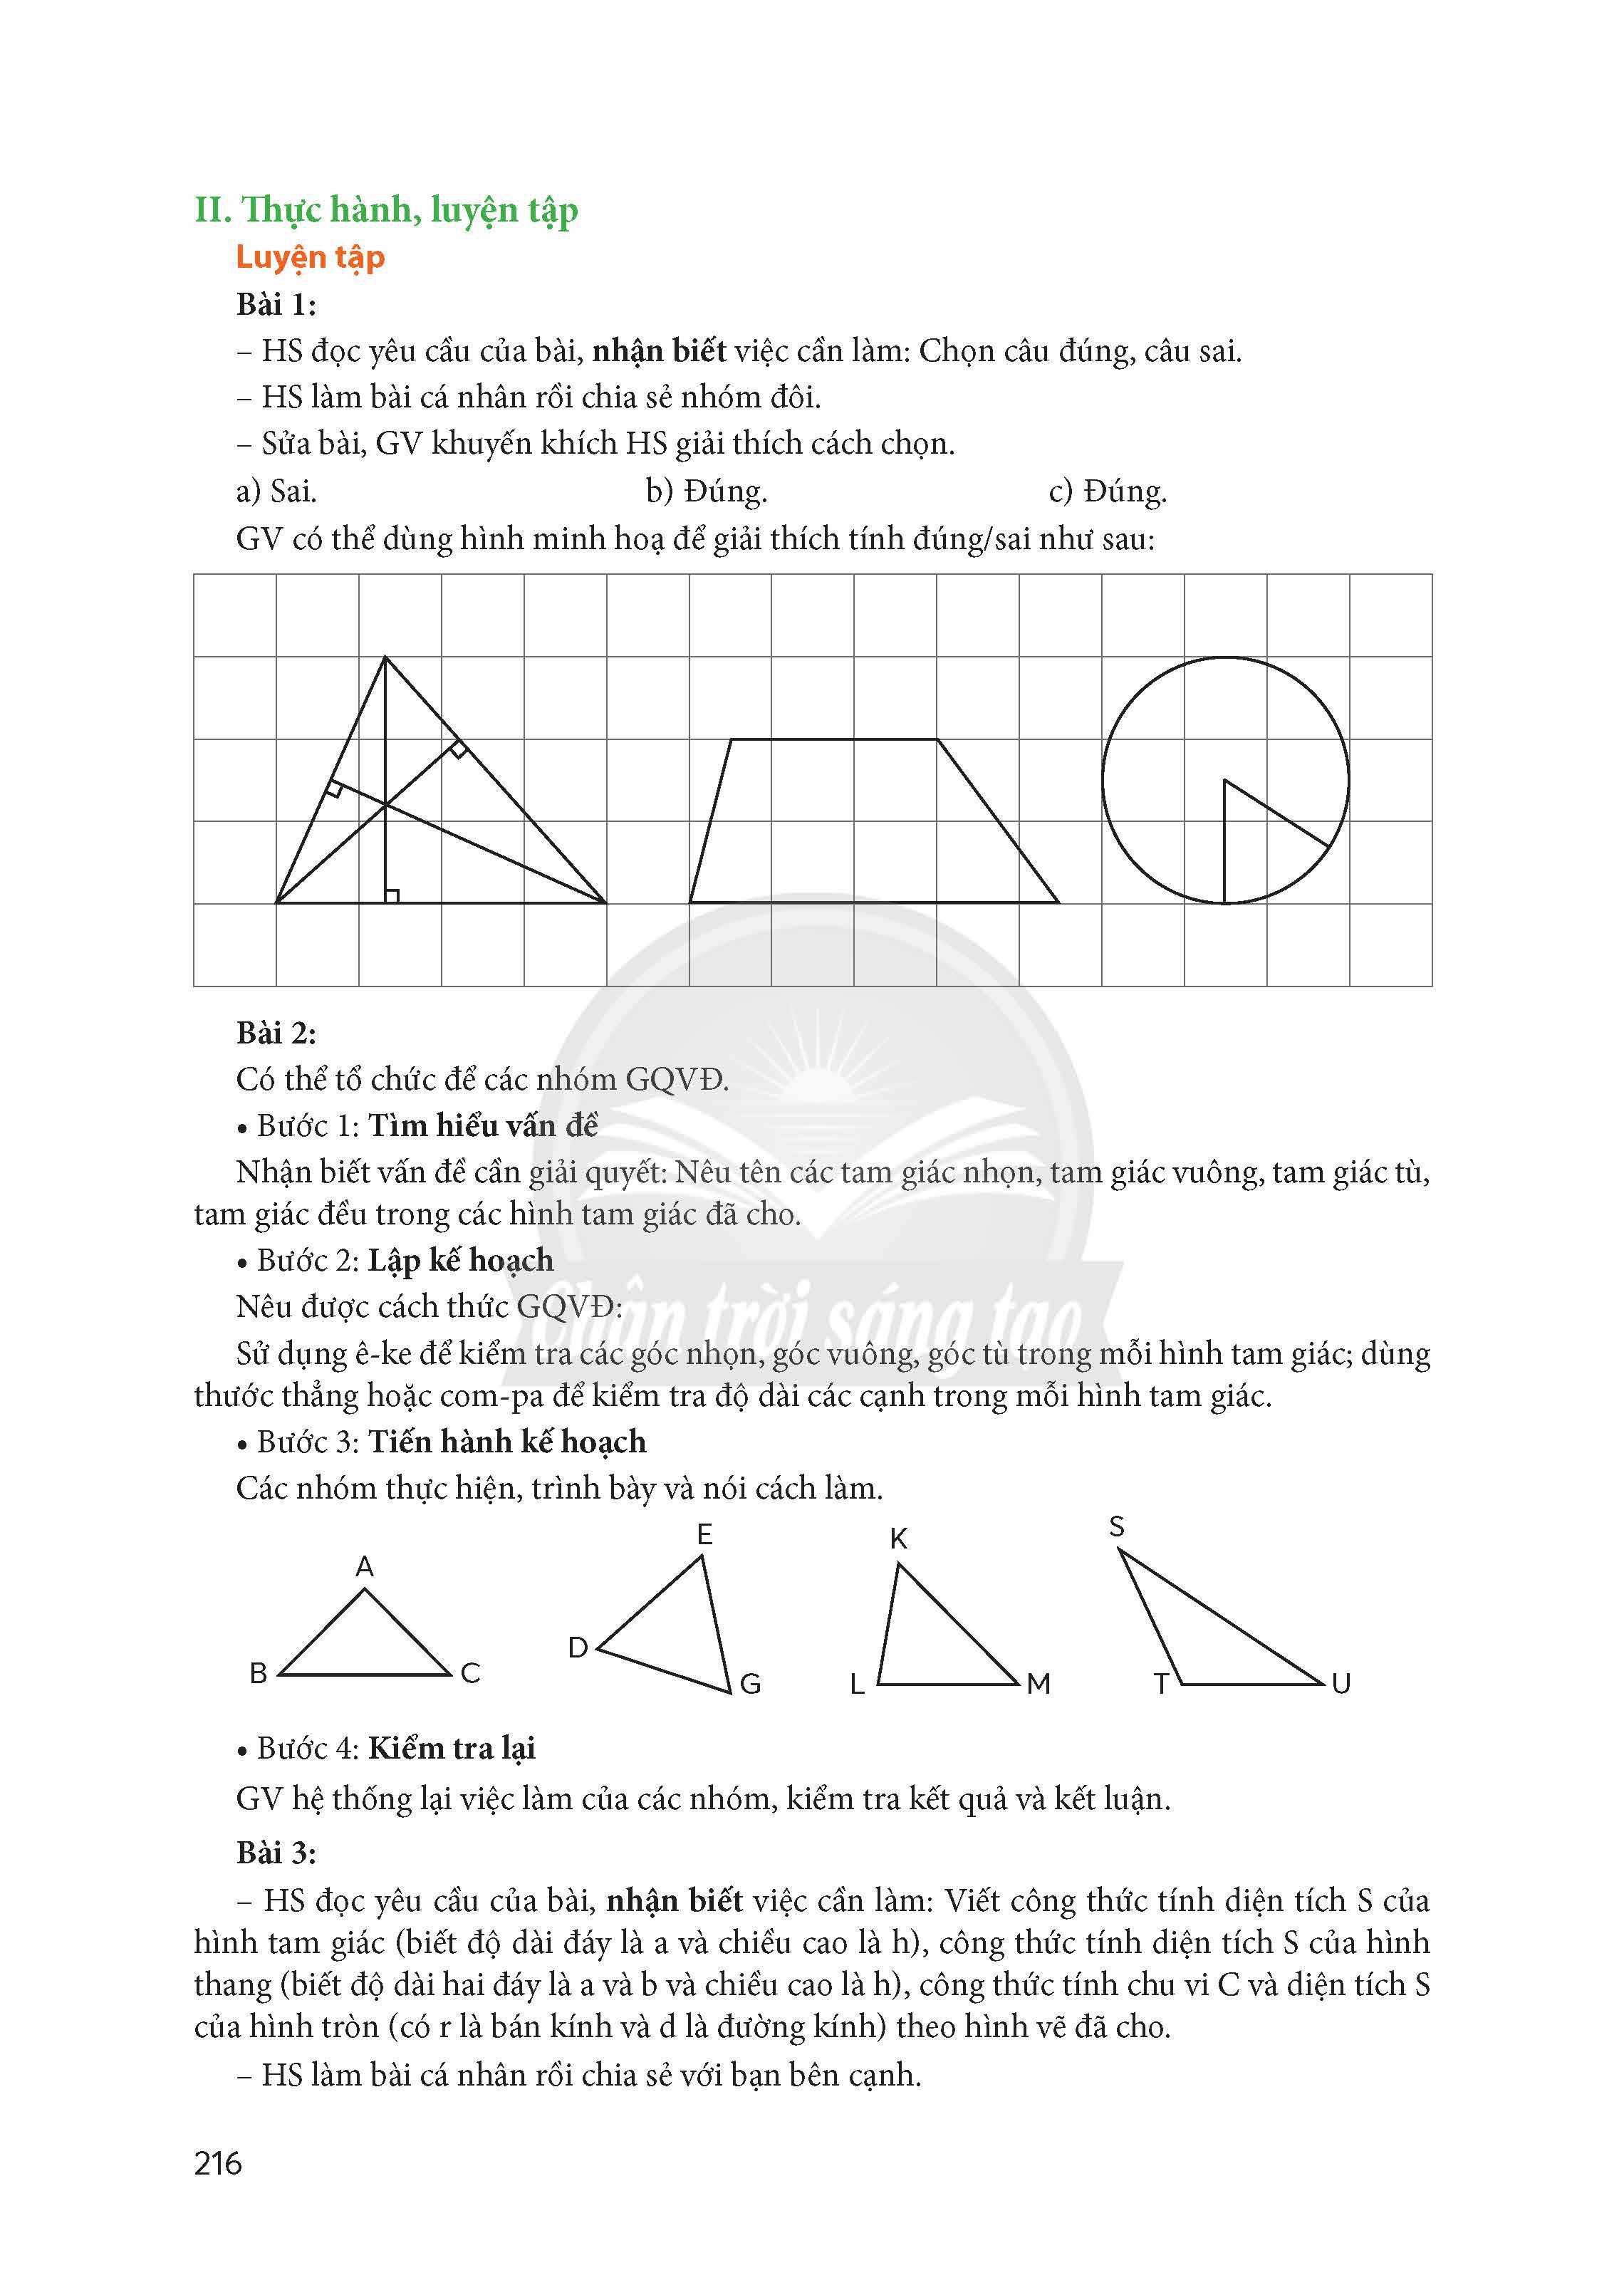 II. Thực hành, luyện tập
Luyện tập
Bài 1:
– HS đọc yêu cầu của bài, nhận biết việc cần làm: Chọn câu đúng, câu sai.
– HS làm bài cá nhân rồi chia sẻ nhóm đôi.
– Sửa bài, GV khuyến khích HS giải thích cách chọn.
a) Sai. b) Đúng. c) Đúng.
GV có thể dùng hình minh hoạ để giải thích tính đúng/sai như sau:
Bài 2:
Có thể tổ chức để các nhóm GQVĐ.
• Bước 1: Tìm hiểu vấn đề
Nhận biết vấn đề cần giải quyết: Nêu tên các tam giác nhọn, tam giác vuông, tam giác tù,
tam giác đều trong các hình tam giác đã cho.
• Bước 2: Lập kế hoạch
Nêu được cách thức GQVĐ:
Chân trời sáng tạo
Sử dụng ê-ke để kiểm tra các góc nhọn, góc vuông, góc tù trong mỗi hình tam giác; dùng
thước thẳng hoặc com-pa để kiểm tra độ dài các cạnh trong mỗi hình tam giác.
• Bước 3: Tiến hành kế hoạch
Các nhóm thực hiện, trình bày và nói cách làm.
A E K S
B C D G L M T U
• Bước 4: Kiểm tra lại
GV hệ thống lại việc làm của các nhóm, kiểm tra kết quả và kết luận.
Bài 3:
– HS đọc yêu cầu của bài, nhận biết việc cần làm: Viết công thức tính diện tích S của
hình tam giác (biết độ dài đáy là a và chiều cao là h), công thức tính diện tích S của hình
thang (biết độ dài hai đáy là a và b và chiều cao là h), công thức tính chu vi C và diện tích S
của hình tròn (có r là bán kính và d là đường kính) theo hình vẽ đã cho.
– HS làm bài cá nhân rồi chia sẻ với bạn bên cạnh.
216